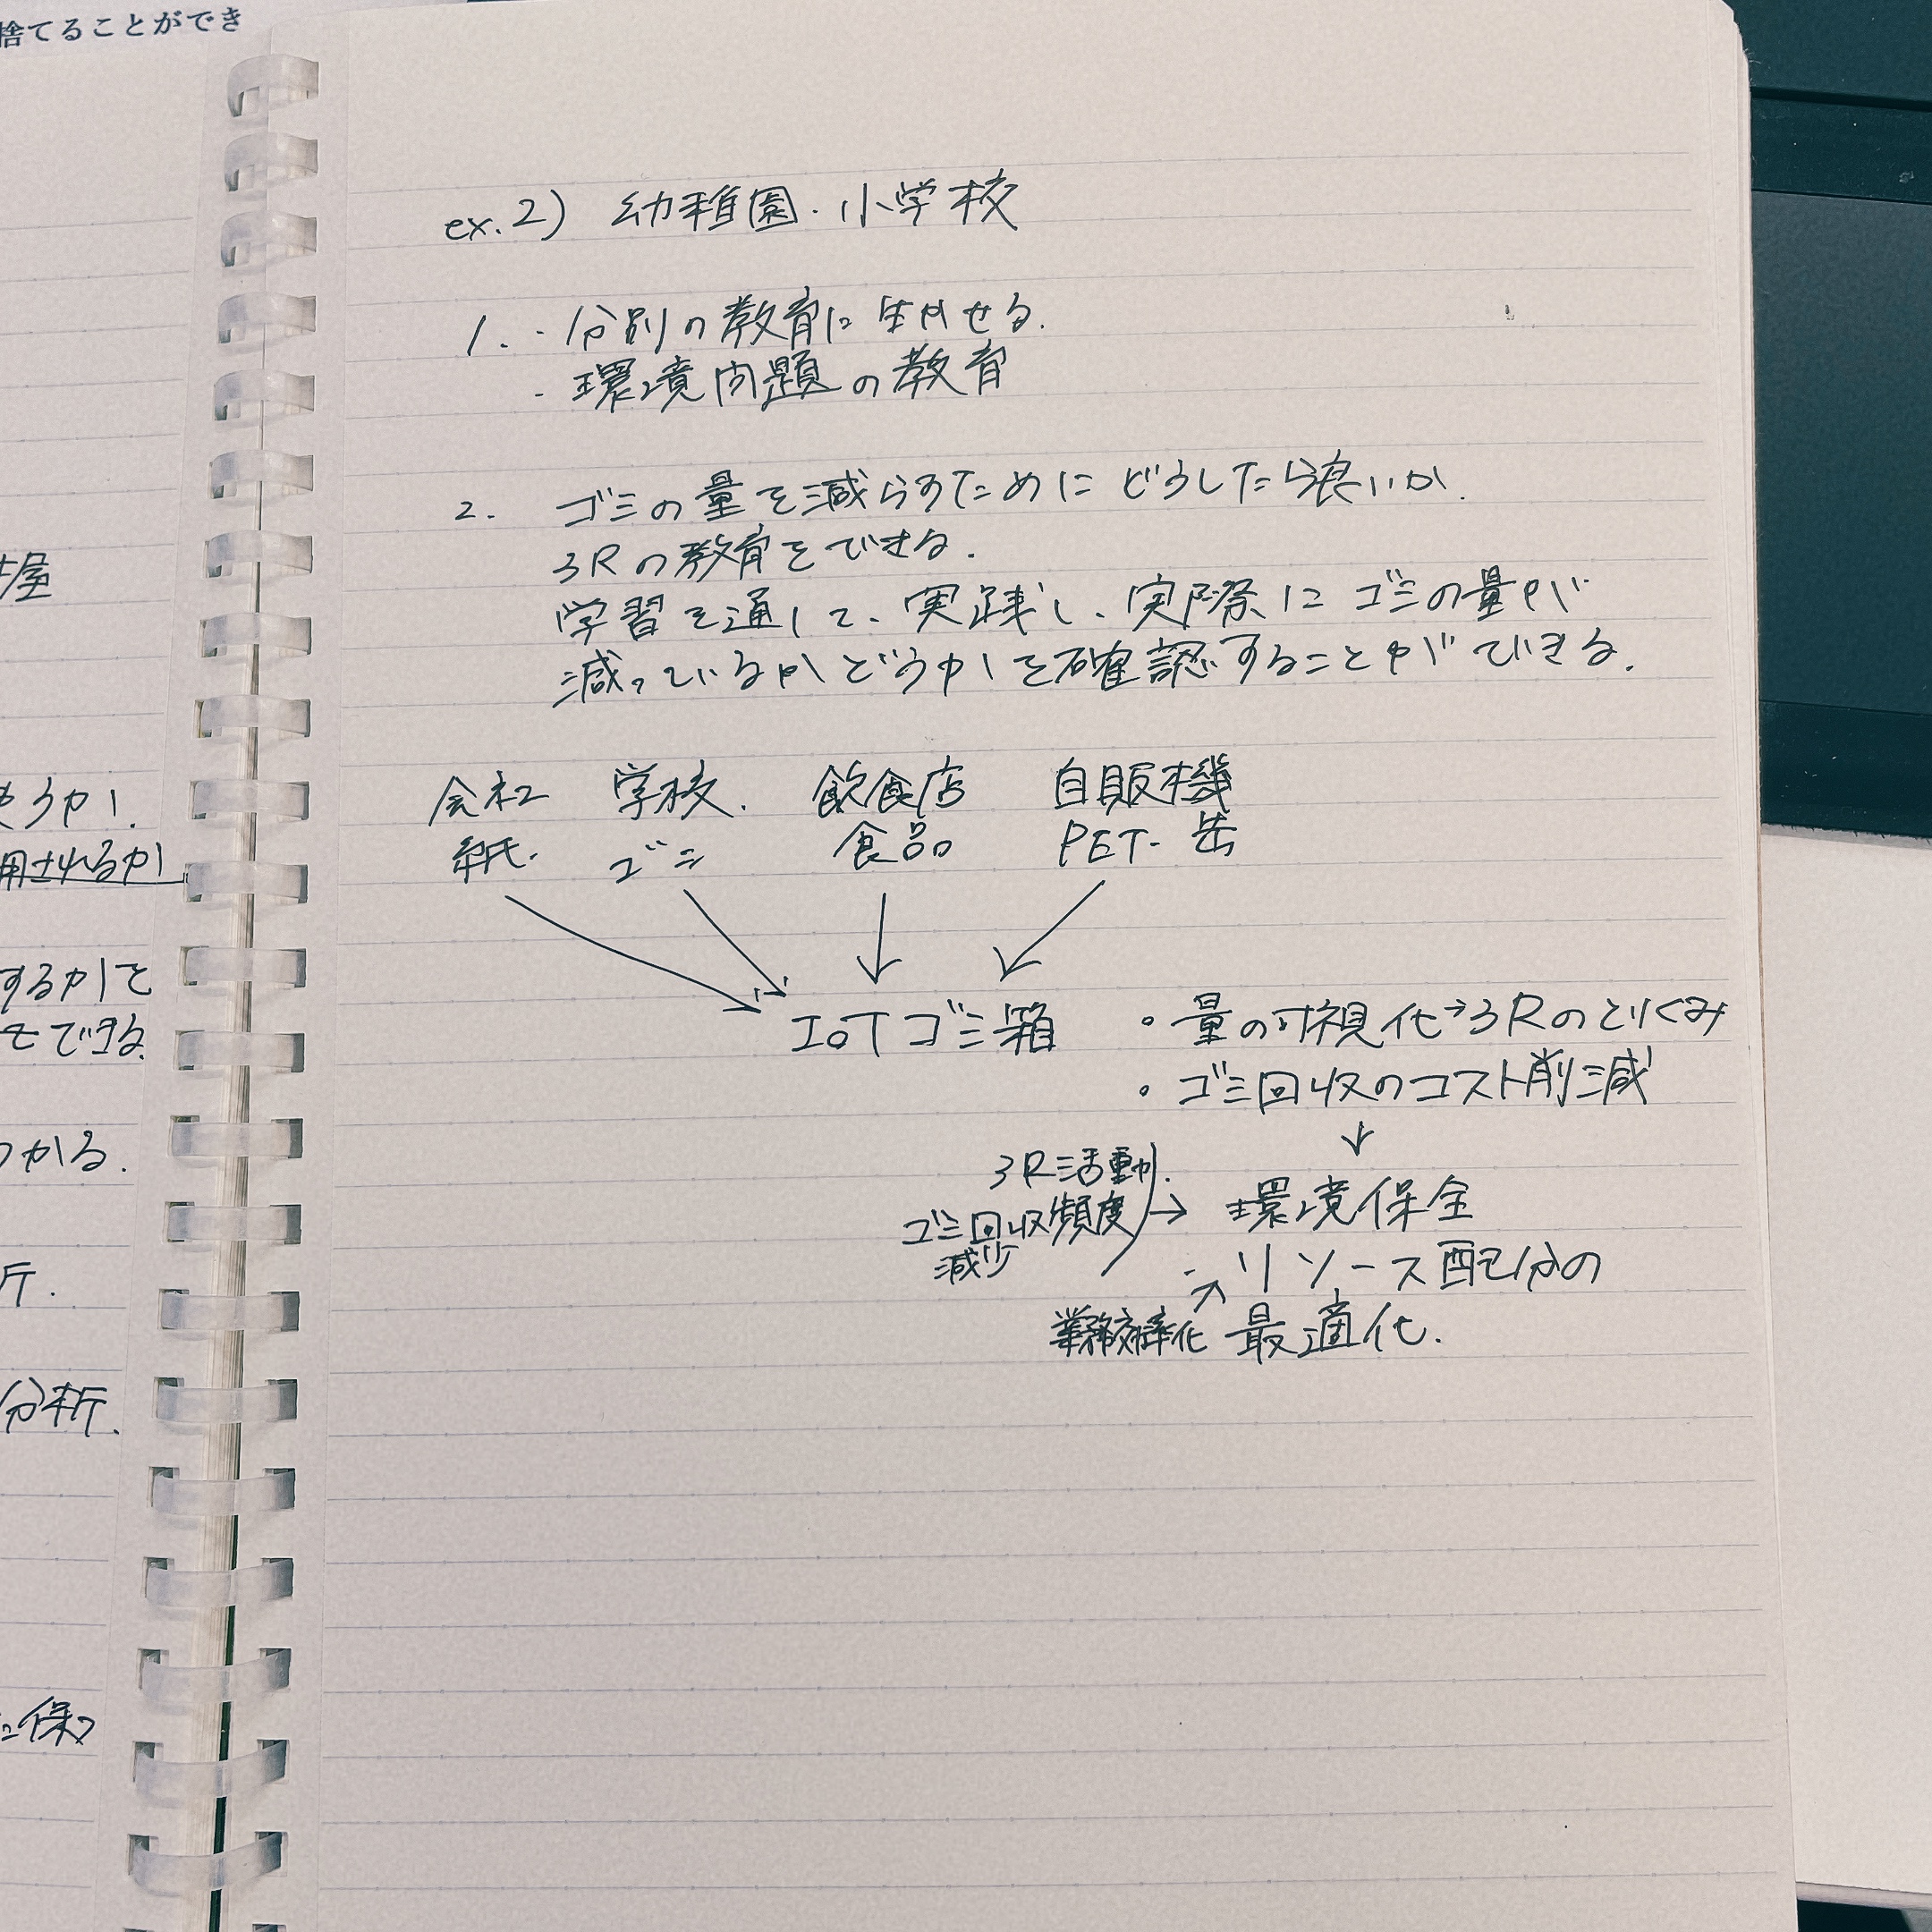 捨てることができ
ex.2) 幼稚園・小学校
1. ・分別の教育に生かせる.
・環境問題の教育
2. ゴミの量を減らすためにどうしたら良いか.
3Rの教育をできる.
学習を通して、実践し、実際にゴミの量が
減っているかどうかを確認することができる.
会社 学校. 飲食店 自販機
紙. ゴミ 食品 PET・缶
IoTゴミ箱
・量の可視化→3Rのとりくみ
・ゴミ回収のコスト削減
↓
3R活動.
ゴミ回収頻度
減少
→ 環境保全
→リソース配分の
業務効率化 最適化.
用されるか
するかを
できる.
つかる.
析.
分析.
に保つ